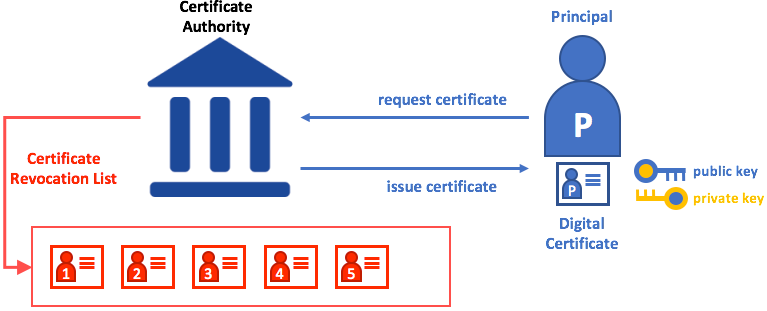 Certificate
Authority
Principal
request certificate
P
Certificate
Revocation List
issue certificate
P
public key
private key
Digital
Certificate
1 2 3 4 5